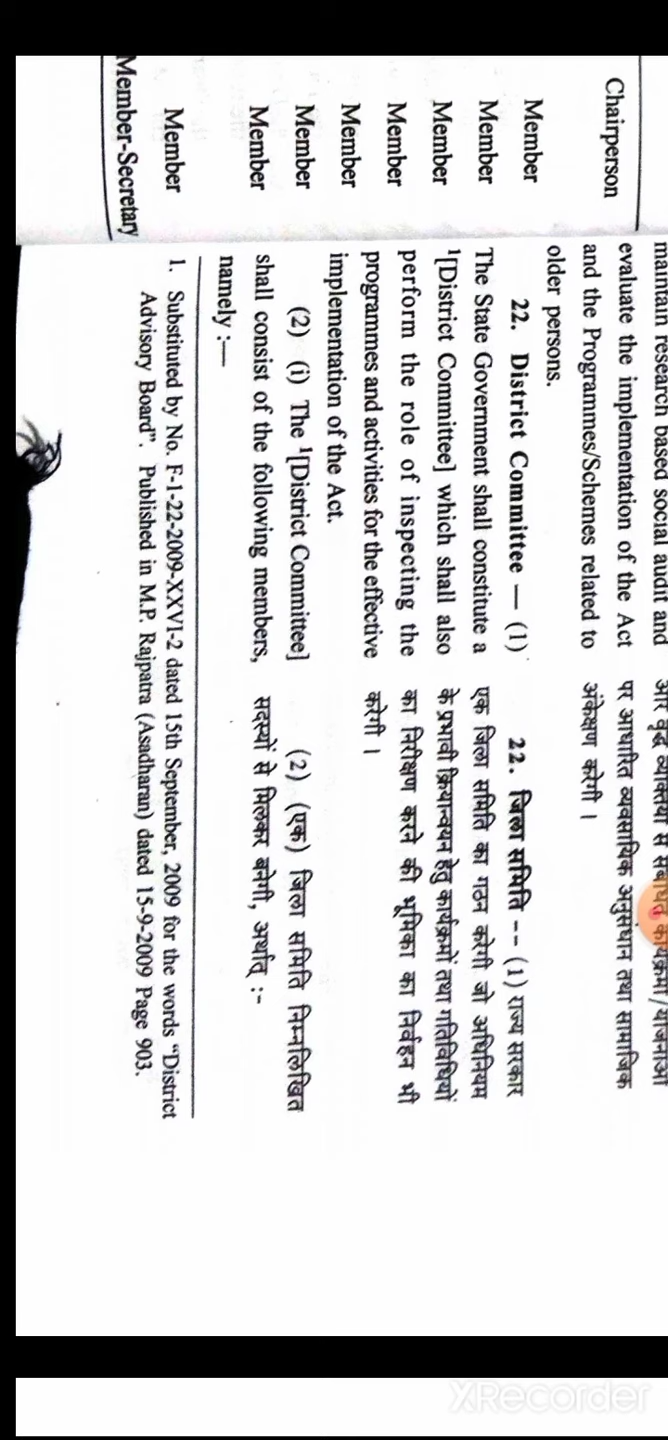 Chairperson
Member
Member
Member
Member
Member
Member
Member
Member
Member-Secretary
maintain research based social audit and
evaluate the implementation of the Act
and the Programmes/Schemes related to
older persons.
22. District Committee — (1)
The State Government shall constitute a
¹[District Committee] which shall also
perform the role of inspecting the
programmes and activities for the effective
implementation of the Act.
(2) (i) The ¹[District Committee]
shall consist of the following members,
namely :—
और वृद्ध व्यक्तियों से संबंधित कार्यक्रमों/योजनाओं
पर आधारित व्यवसायिक अनुसंधान तथा सामाजिक
अंकेक्षण करेगी ।
22. जिला समिति -- (1) राज्य सरकार
एक जिला समिति का गठन करेगी जो अधिनियम
के प्रभावी क्रियान्वयन हेतु कार्यक्रमों तथा गतिविधियों
का निरीक्षण करने की भूमिका का निर्वहन भी
करेगी ।
(2) (एक) जिला समिति निम्नलिखित
सदस्यों से मिलकर बनेगी, अर्थात् :-
1. Substituted by No. F-1-22-2009-XXVI-2 dated 15th September, 2009 for the words “District
Advisory Board”. Published in M.P. Rajpatra (Asadharan) dated 15-9-2009 Page 903.
XRecorder